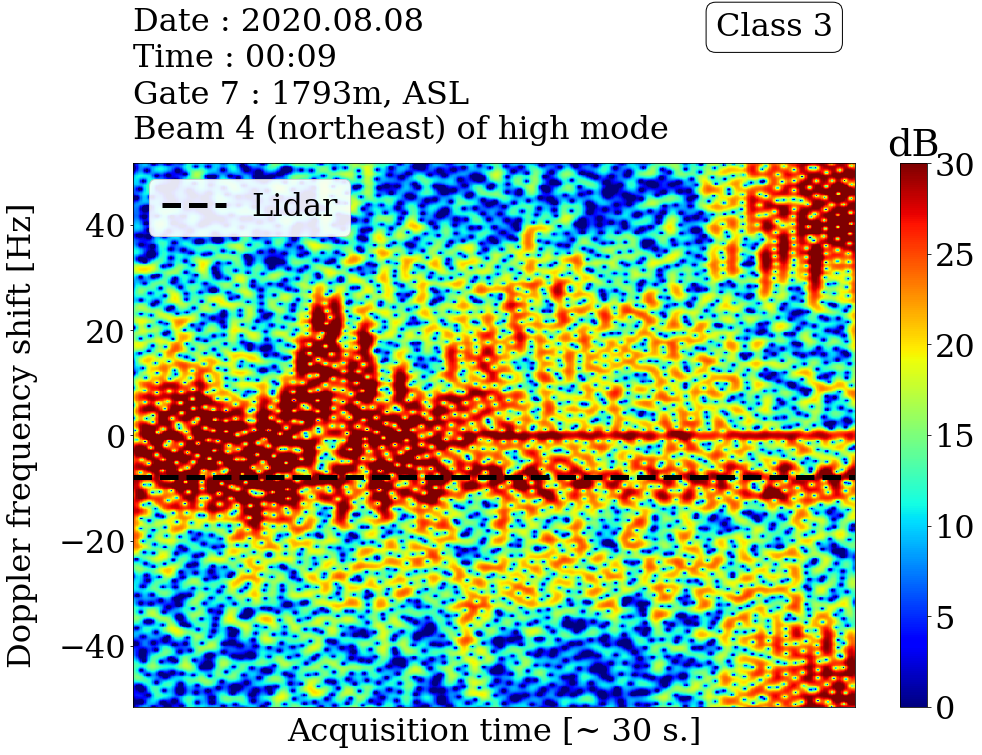 Date : 2020.08.08
Time : 00:09
Gate 7 : 1793m, ASL
Beam 4 (northeast) of high mode
Class 3
dB
Lidar
Doppler frequency shift [Hz]
40
20
0
−20
−40
Acquisition time [~ 30 s.]
30
25
20
15
10
5
0